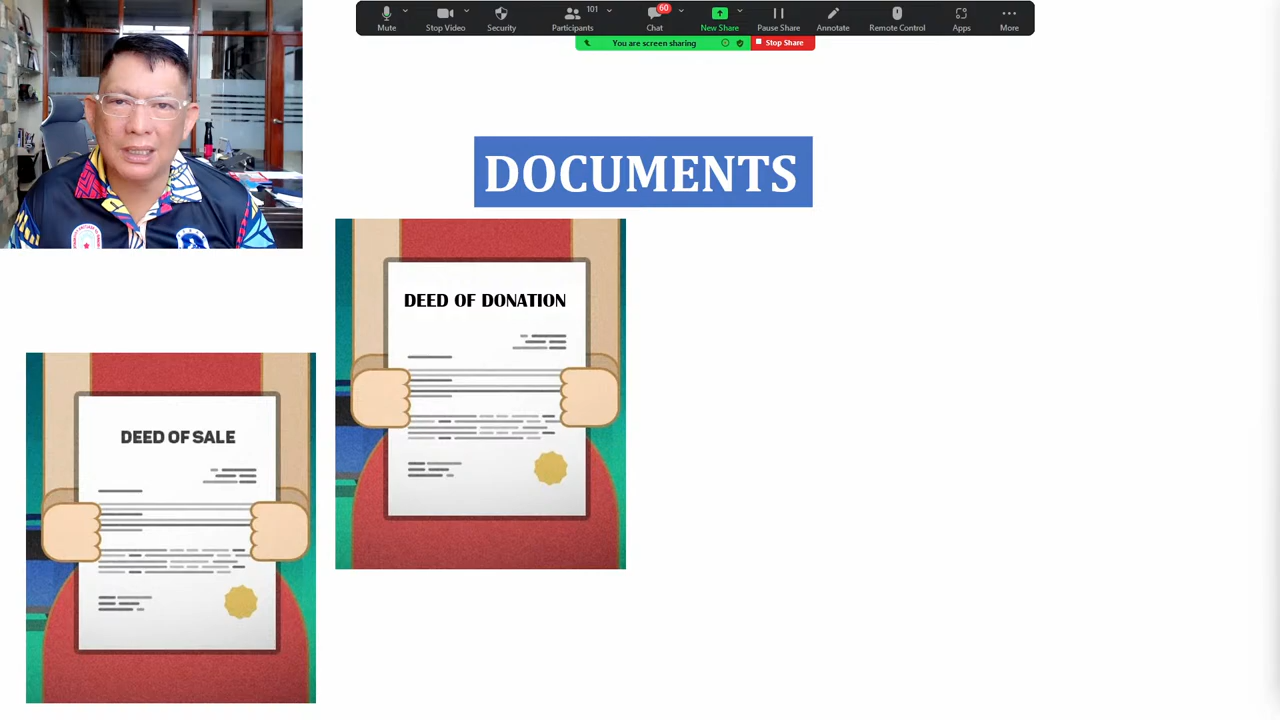 Mute
Stop Video
Security
101
Participants
60
Chat
New Share
Pause Share
Annotate
Remote Control
Apps
More
You are screen sharing
Stop Share
DOCUMENTS
DEED OF DONATION
DEED OF SALE